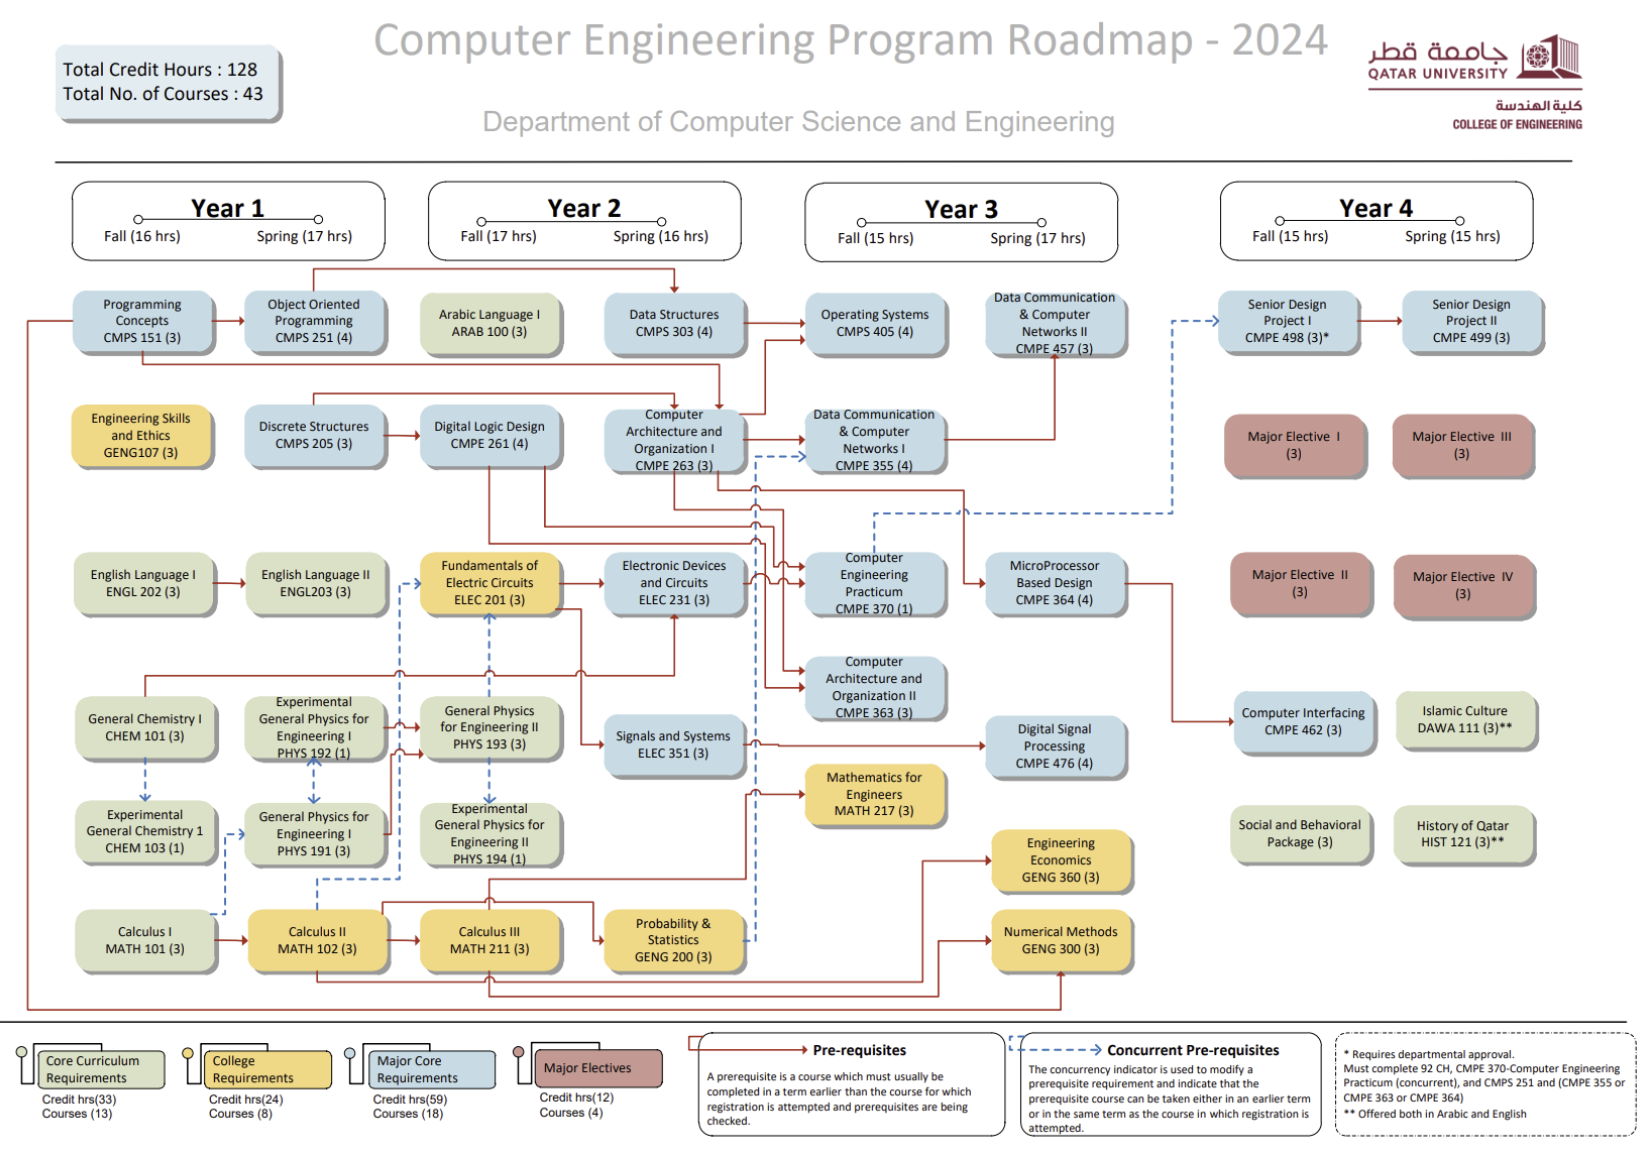 Computer Engineering Program Roadmap - 2024
Total Credit Hours : 128
Total No. of Courses : 43
جامعة قطر
QATAR UNIVERSITY
كلية الهندسة
COLLEGE OF ENGINEERING
Department of Computer Science and Engineering
Year 1
Fall (16 hrs)
Spring (17 hrs)
Year 2
Fall (17 hrs)
Spring (16 hrs)
Year 3
Fall (15 hrs)
Spring (17 hrs)
Year 4
Fall (15 hrs)
Spring (15 hrs)
Programming
Concepts
CMPS 151 (3)
Object Oriented
Programming
CMPS 251 (4)
Arabic Language I
ARAB 100 (3)
Data Structures
CMPS 303 (4)
Operating Systems
CMPS 405 (4)
Data Communication
& Computer
Networks II
CMPE 457 (3)
Senior Design
Project I
CMPE 498 (3)*
Senior Design
Project II
CMPE 499 (3)
Engineering Skills
and Ethics
GENG107 (3)
Discrete Structures
CMPS 205 (3)
Digital Logic Design
CMPE 261 (4)
Computer
Architecture and
Organization I
CMPE 263 (3)
Data Communication
& Computer
Networks I
CMPE 355 (4)
Major Elective I
(3)
Major Elective III
(3)
English Language I
ENGL 202 (3)
English Language II
ENGL203 (3)
Fundamentals of
Electric Circuits
ELEC 201 (3)
Electronic Devices
and Circuits
ELEC 231 (3)
Computer
Engineering
Practicum
CMPE 370 (1)
MicroProcessor
Based Design
CMPE 364 (4)
Major Elective II
(3)
Major Elective IV
(3)
Computer
Architecture and
Organization II
CMPE 363 (3)
General Chemistry I
CHEM 101 (3)
Experimental
General Physics for
Engineering I
PHYS 192 (1)
General Physics
for Engineering II
PHYS 193 (3)
Signals and Systems
ELEC 351 (3)
Digital Signal
Processing
CMPE 476 (4)
Computer Interfacing
CMPE 462 (3)
Islamic Culture
DAWA 111 (3)**
Mathematics for
Engineers
MATH 217 (3)
Experimental
General Chemistry 1
CHEM 103 (1)
General Physics for
Engineering I
PHYS 191 (3)
Experimental
General Physics for
Engineering II
PHYS 194 (1)
Engineering
Economics
GENG 360 (3)
Social and Behavioral
Package (3)
History of Qatar
HIST 121 (3)**
Calculus I
MATH 101 (3)
Calculus II
MATH 102 (3)
Calculus III
MATH 211 (3)
Probability &
Statistics
GENG 200 (3)
Numerical Methods
GENG 300 (3)
Core Curriculum
Requirements
Credit hrs(33)
Courses (13)
College
Requirements
Credit hrs(24)
Courses (8)
Major Core
Requirements
Credit hrs(59)
Courses (18)
Major Electives
Credit hrs(12)
Courses (4)
Pre-requisites
A prerequisite is a course which must usually be
completed in a term earlier than the course for which
registration is attempted and prerequisites are being
checked.
Concurrent Pre-requisites
The concurrency indicator is used to modify a
prerequisite requirement and indicate that the
prerequisite course can be taken either in an earlier term
or in the same term as the course in which registration is
attempted.
* Requires departmental approval.
Must complete 92 CH, CMPE 370-Computer Engineering
Practicum (concurrent), and CMPS 251 and (CMPE 355 or
CMPE 363 or CMPE 364)
** Offered both in Arabic and English